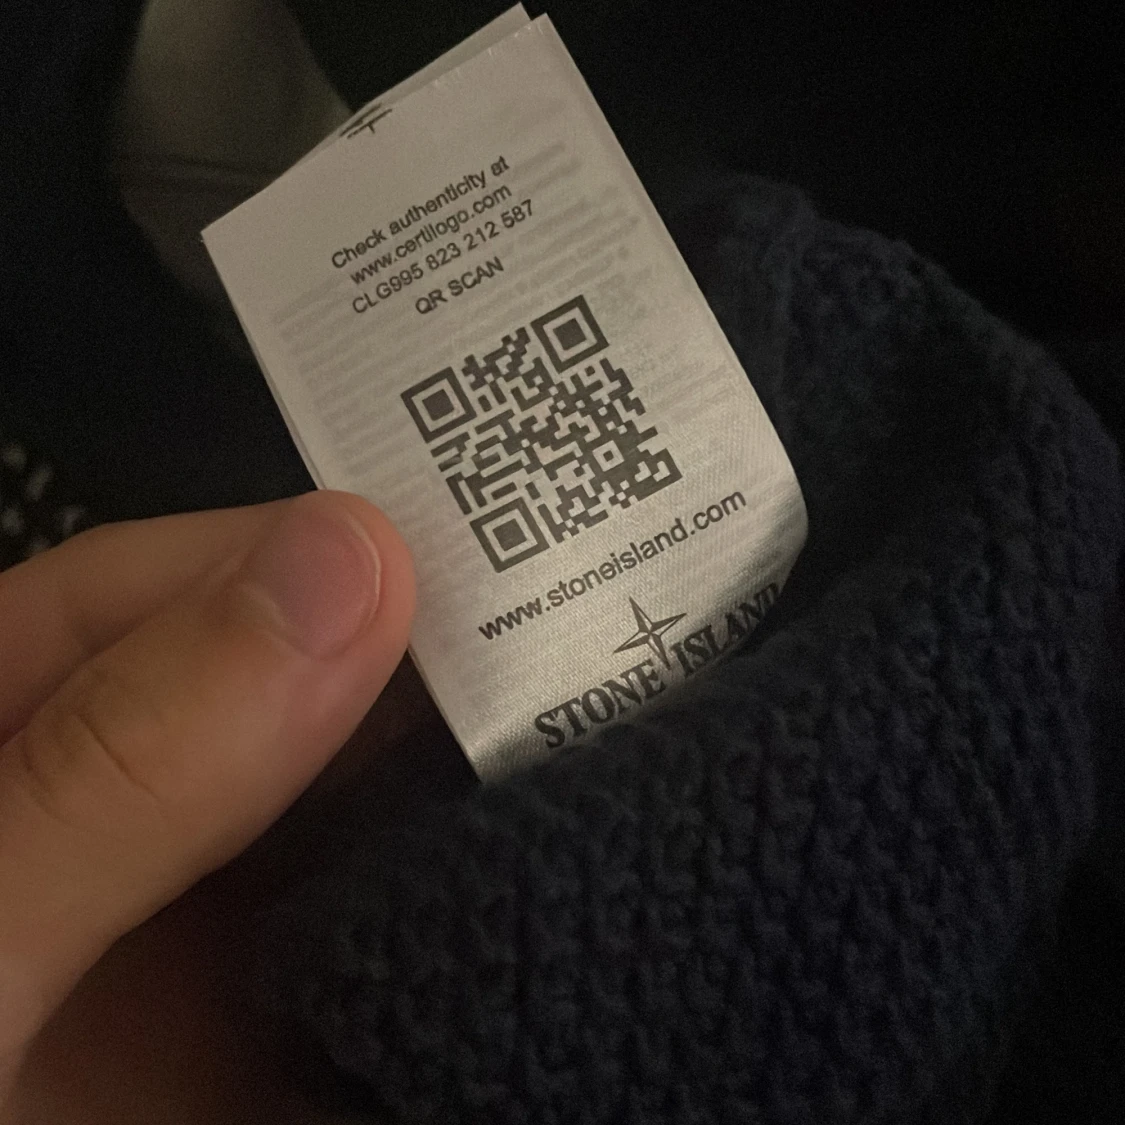 Check authenticity at
www.certilogo.com
CLG995 823 212 587
QR SCAN
www.stoneisland.com
STONE ISLAND